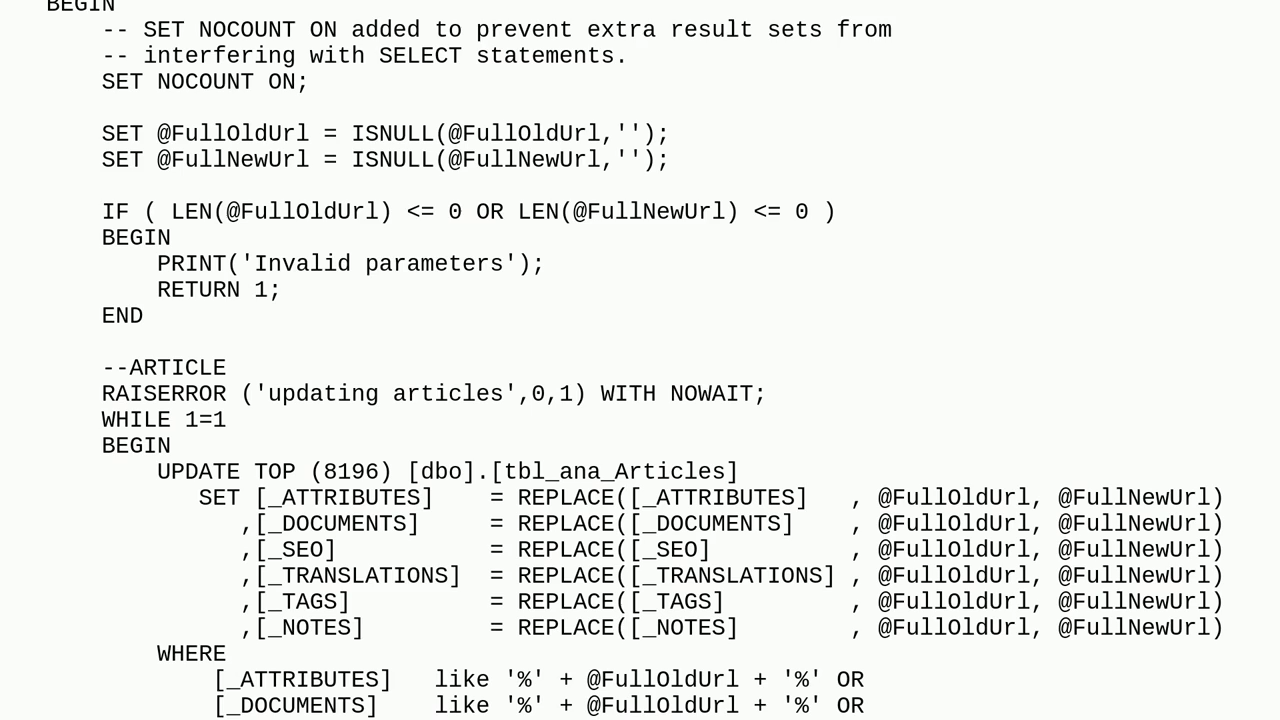 BEGIN
-- SET NOCOUNT ON added to prevent extra result sets from
-- interfering with SELECT statements.
SET NOCOUNT ON;
SET @FullOldUrl = ISNULL(@FullOldUrl,'');
SET @FullNewUrl = ISNULL(@FullNewUrl,'');
IF ( LEN(@FullOldUrl) <= 0 OR LEN(@FullNewUrl) <= 0 )
BEGIN
PRINT('Invalid parameters');
RETURN 1;
END
--ARTICLE
RAISERROR ('updating articles',0,1) WITH NOWAIT;
WHILE 1=1
BEGIN
UPDATE TOP (8196) [dbo].[tbl_ana_Articles]
SET [_ATTRIBUTES] = REPLACE([_ATTRIBUTES] , @FullOldUrl, @FullNewUrl)
,[_DOCUMENTS] = REPLACE([_DOCUMENTS] , @FullOldUrl, @FullNewUrl)
,[_SEO] = REPLACE([_SEO] , @FullOldUrl, @FullNewUrl)
,[_TRANSLATIONS] = REPLACE([_TRANSLATIONS] , @FullOldUrl, @FullNewUrl)
,[_TAGS] = REPLACE([_TAGS] , @FullOldUrl, @FullNewUrl)
,[_NOTES] = REPLACE([_NOTES] , @FullOldUrl, @FullNewUrl)
WHERE
[_ATTRIBUTES] like '%' + @FullOldUrl + '%' OR
[_DOCUMENTS] like '%' + @FullOldUrl + '%' OR